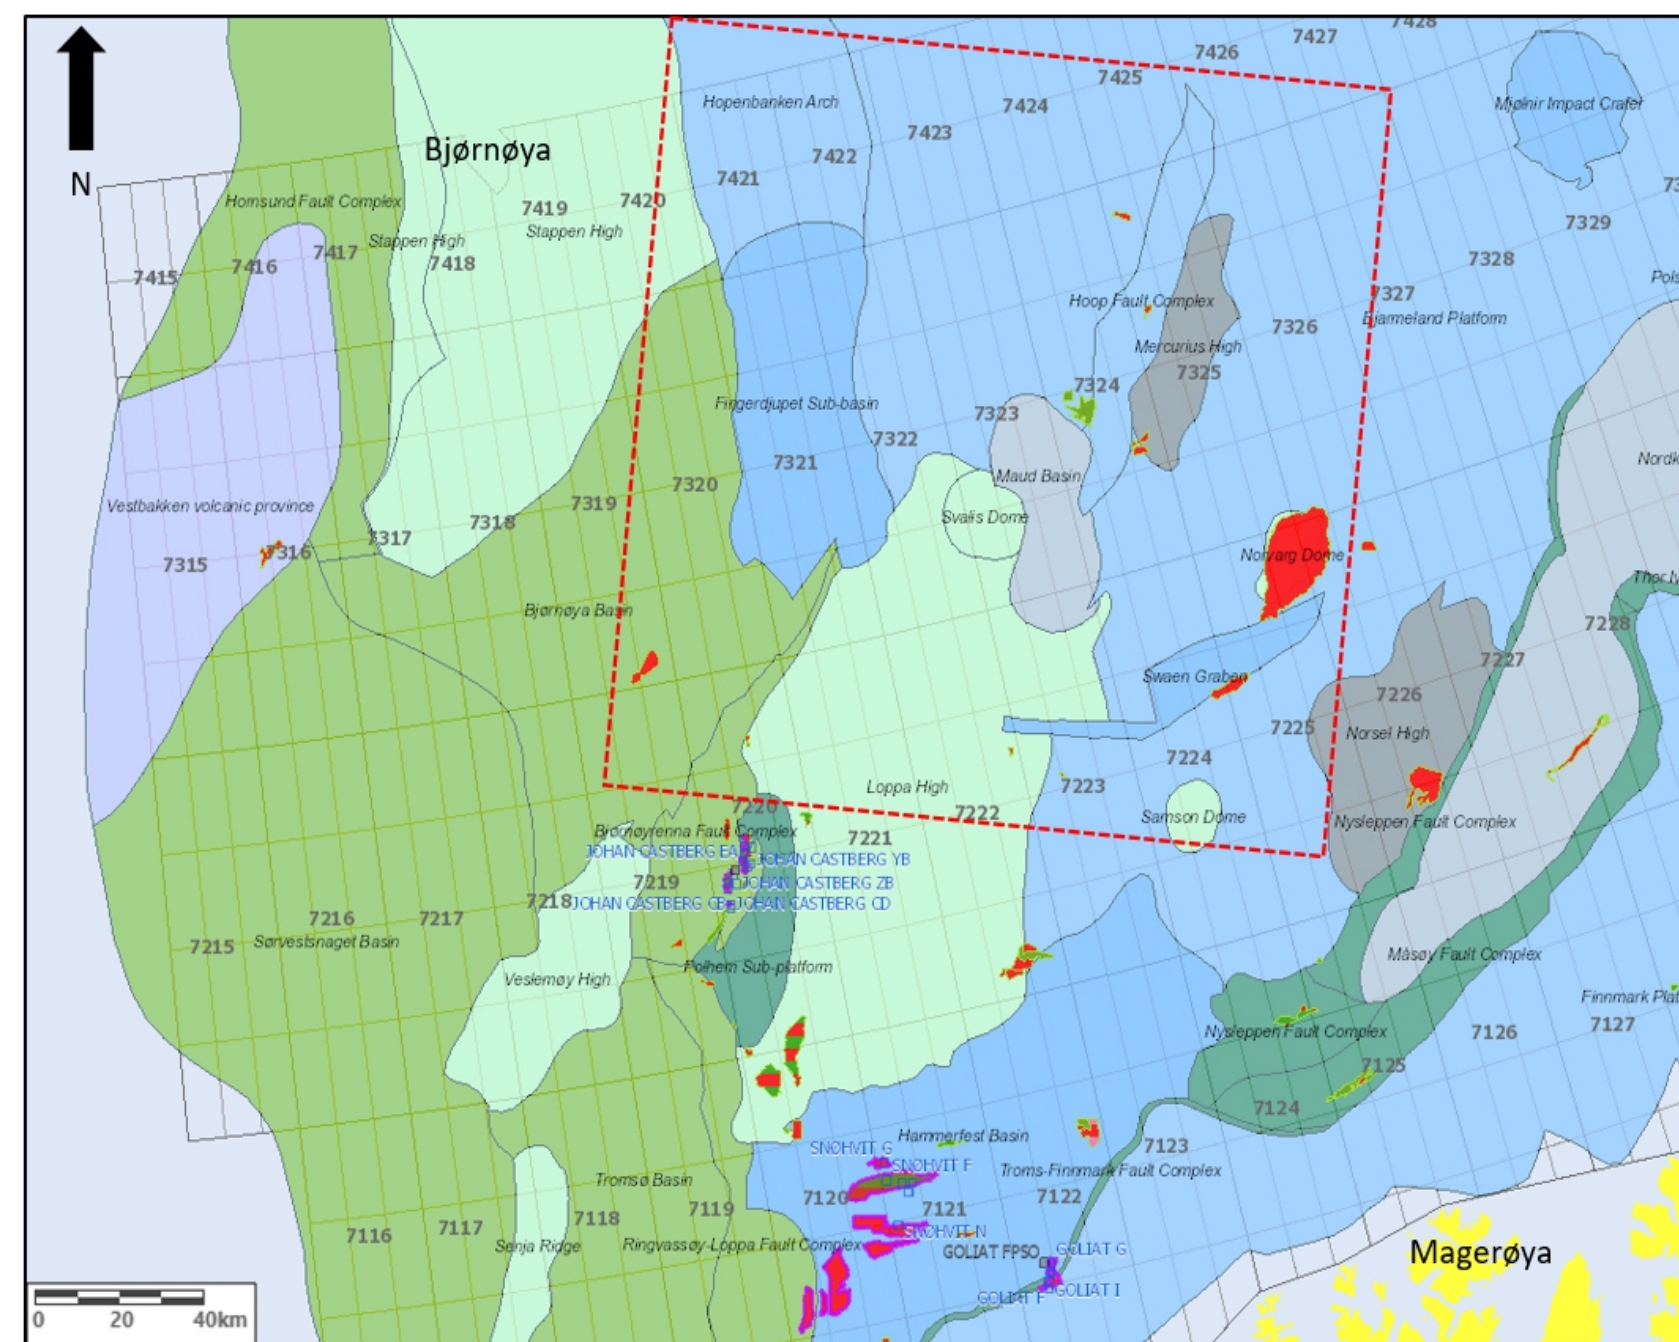 7428
7427
7426
7425
7424
Hopenbanken Arch
Mjølnir Impact Crater
7423
Bjørnøya
7422
7421
N
7420
Hornsund Fault Complex
7419
7329
Stappen High
Stappen High
7417
7418
7416
7415
7328
7327
Hoop Fault Complex
Bjarmeland Platform
7326
Mercurius High
7325
7324
Fingerdjupet Sub-basin
7323
7322
7321
Maud Basin
7320
7319
Vestbakken volcanic province
Svalis Dome
7318
7317
7316
7315
Norvarg Dome
Bjørnøya Basin
7228
7227
Swaen Graben
7226
7225
Norsel High
7224
7223
Loppa High
7222
7220
Samson Dome
Nysleppen Fault Complex
Bjørnøyrenna Fault Complex
7221
JOHAN CASTBERG EA
JOHAN CASTBERG YB
7219
JOHAN CASTBERG ZB
7218
JOHAN CASTBERG CB
JOHAN CASTBERG CD
7216
7217
7215
Sørvestsnaget Basin
Måsøy Fault Complex
Polhem Sub-platform
Veslemøy High
7126
7127
Nysleppen Fault Complex
7125
7124
Hammerfest Basin
7123
SNØHVIT G
SNØHVIT F
Troms-Finnmark Fault Complex
Tromsø Basin
7120
7121
7122
7119
7118
7117
7116
SNØHVIT N
Senja Ridge
Ringvassøy-Loppa Fault Complex
GOLIAT FPSO
GOLIAT G
Magerøya
GOLIAT I
GOLIAT F
0 20 40km